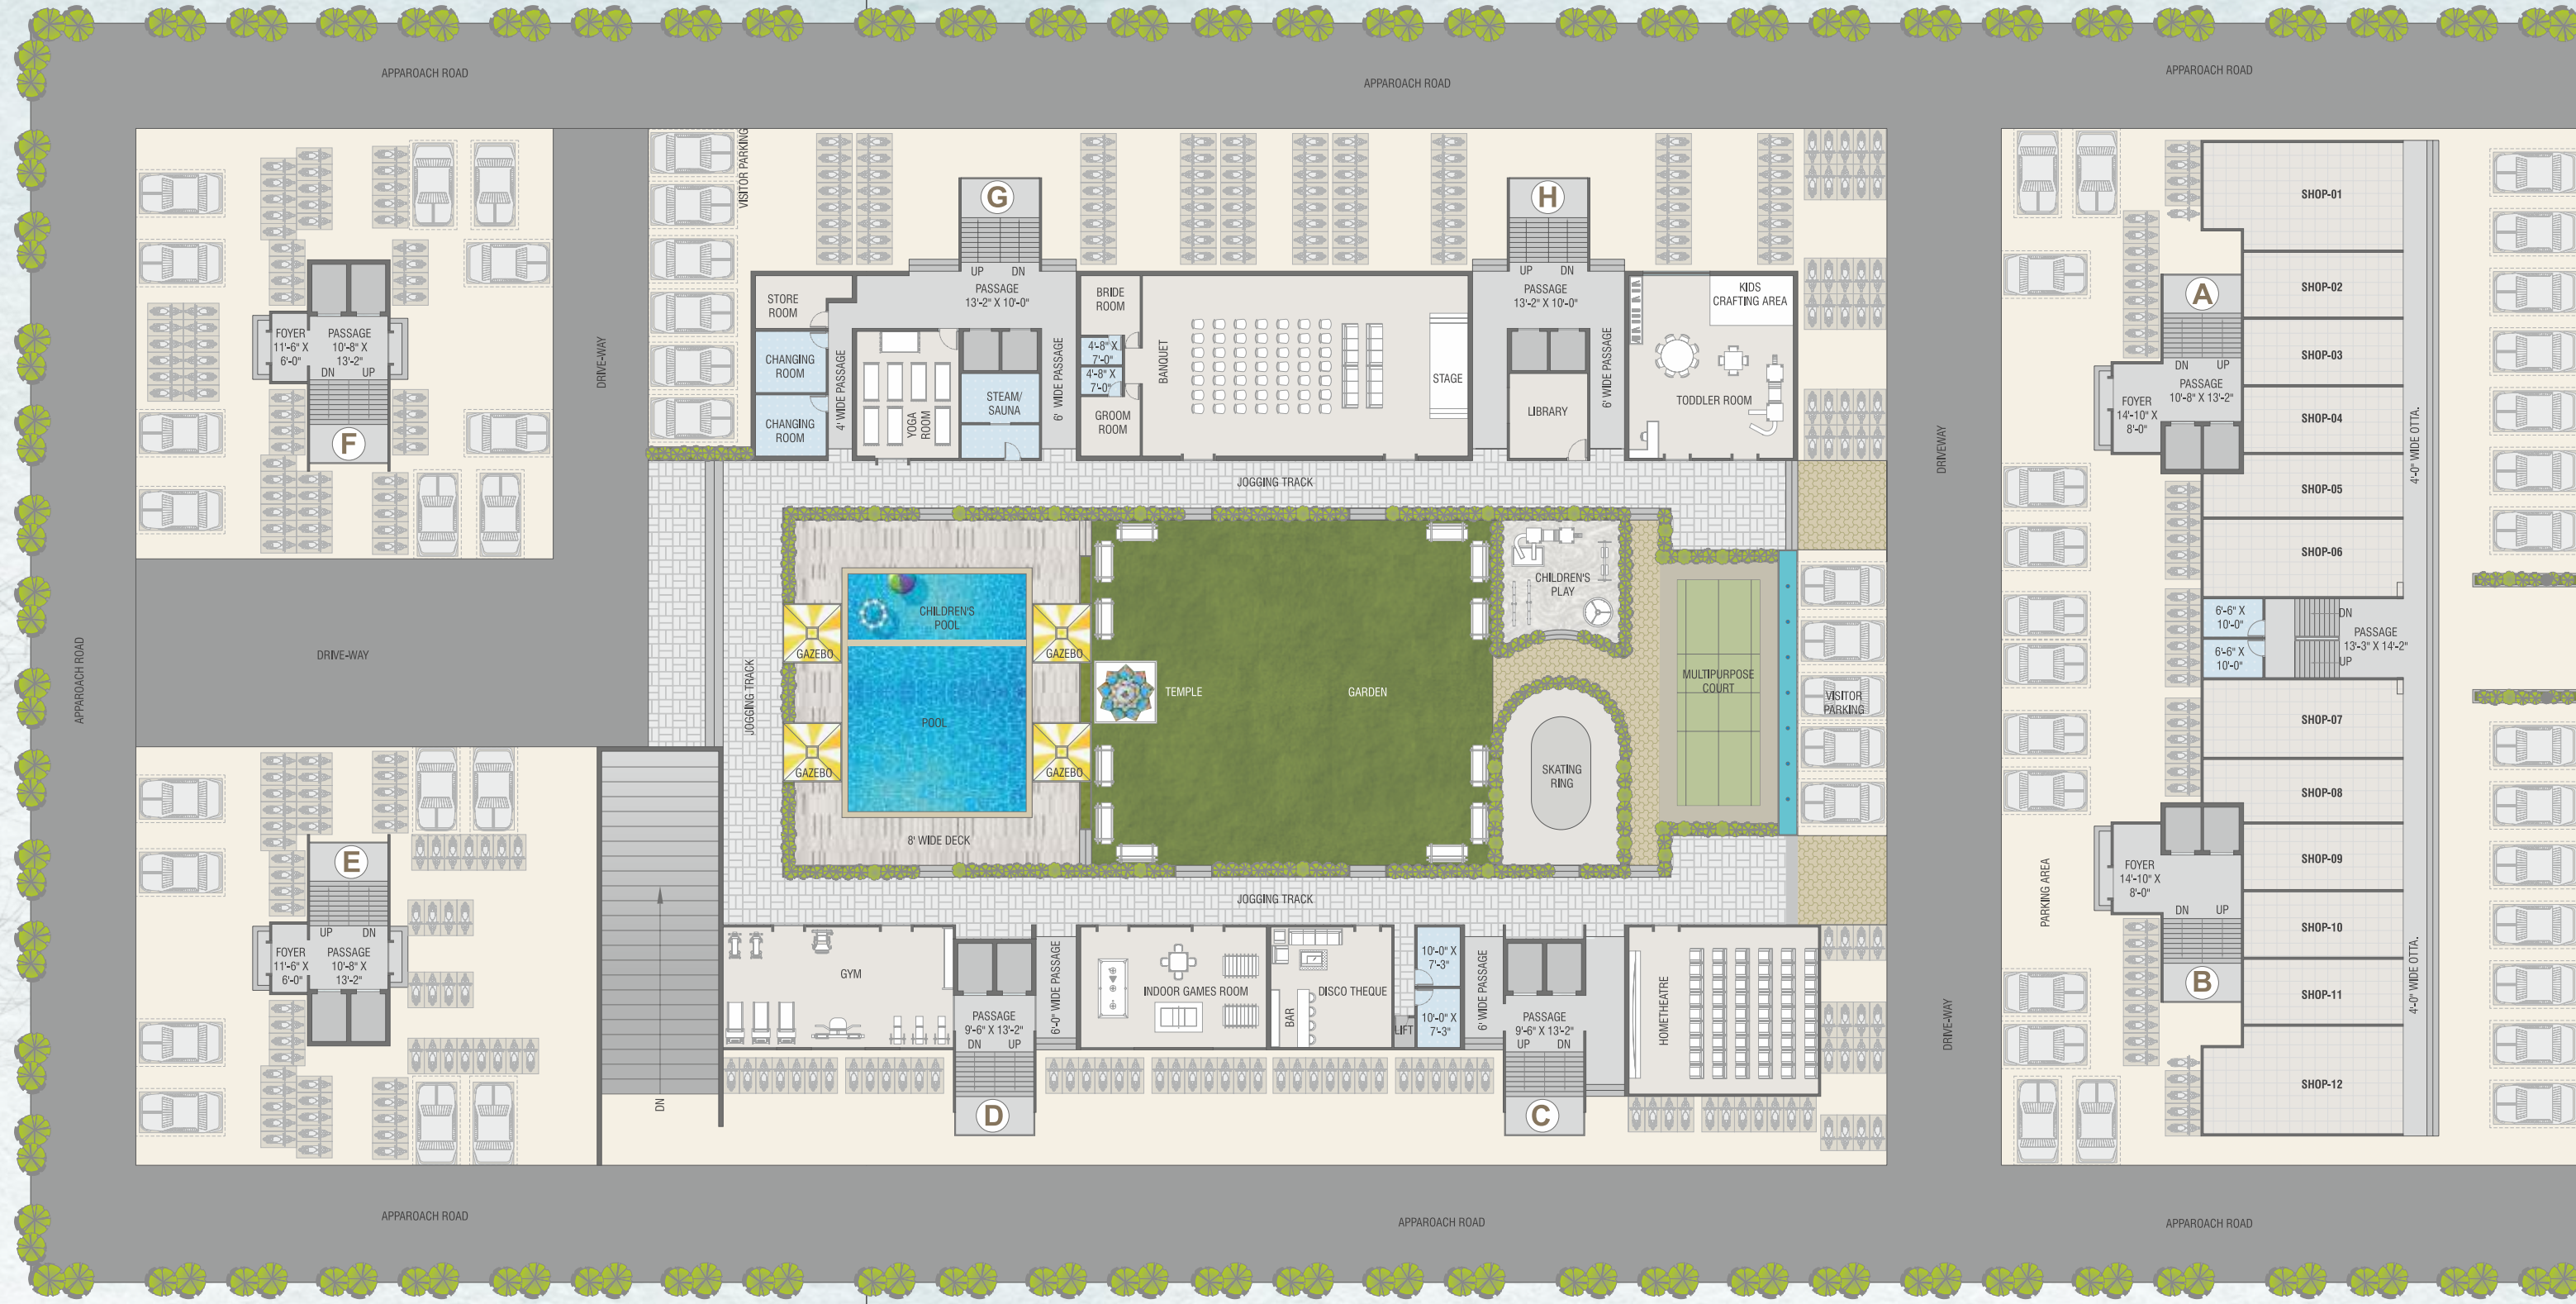 APPAROACH ROAD
APPAROACH ROAD
APPAROACH ROAD
VISITOR PARKING
G
H
UP DN
PASSAGE
13'-2" X 10'-0"
UP DN
PASSAGE
13'-2" X 10'-0"
STORE
ROOM
CHANGING
ROOM
CHANGING
ROOM
4' WIDE PASSAGE
YOGA
ROOM
STEAM/
SAUNA
6' WIDE PASSAGE
BRIDE
ROOM
4'-8" X
7'-0"
4'-8" X
7'-0"
GROOM
ROOM
BANQUET
STAGE
LIBRARY
6' WIDE PASSAGE
KIDS
CRAFTING AREA
TODDLER ROOM
FOYER
11'-6" X
6'-0"
PASSAGE
10'-8" X
13'-2"
DN UP
F
DRIVE-WAY
DRIVEWAY
A
DN UP
PASSAGE
10'-8" X 13'-2"
FOYER
14'-10" X
8'-0"
SHOP-01
SHOP-02
SHOP-03
SHOP-04
SHOP-05
SHOP-06
4'-0" WIDE OTTA.
JOGGING TRACK
CHILDREN'S
POOL
GAZEBO
GAZEBO
POOL
GAZEBO
GAZEBO
8' WIDE DECK
TEMPLE
GARDEN
CHILDREN'S
PLAY
MULTIPURPOSE
COURT
SKATING
RING
VISITOR
PARKING
JOGGING TRACK
JOGGING TRACK
DRIVE-WAY
APPAROACH ROAD
6'-6" X
10'-0"
6'-6" X
10'-0"
DN
PASSAGE
13'-3" X 14'-2"
UP
SHOP-07
SHOP-08
SHOP-09
SHOP-10
SHOP-11
SHOP-12
4'-0" WIDE OTTA.
FOYER
14'-10" X
8'-0"
DN UP
B
PARKING AREA
DRIVE-WAY
E
UP DN
FOYER
11'-6" X
6'-0"
PASSAGE
10'-8" X
13'-2"
DN
GYM
PASSAGE
9'-6" X 13'-2"
DN UP
D
6'-0" WIDE PASSAGE
INDOOR GAMES ROOM
DISCO THEQUE
BAR
LIFT
10'-0" X
7'-3"
10'-0" X
7'-3"
6' WIDE PASSAGE
PASSAGE
9'-6" X 13'-2"
UP DN
C
HOMETHEATRE
APPAROACH ROAD
APPAROACH ROAD
APPAROACH ROAD